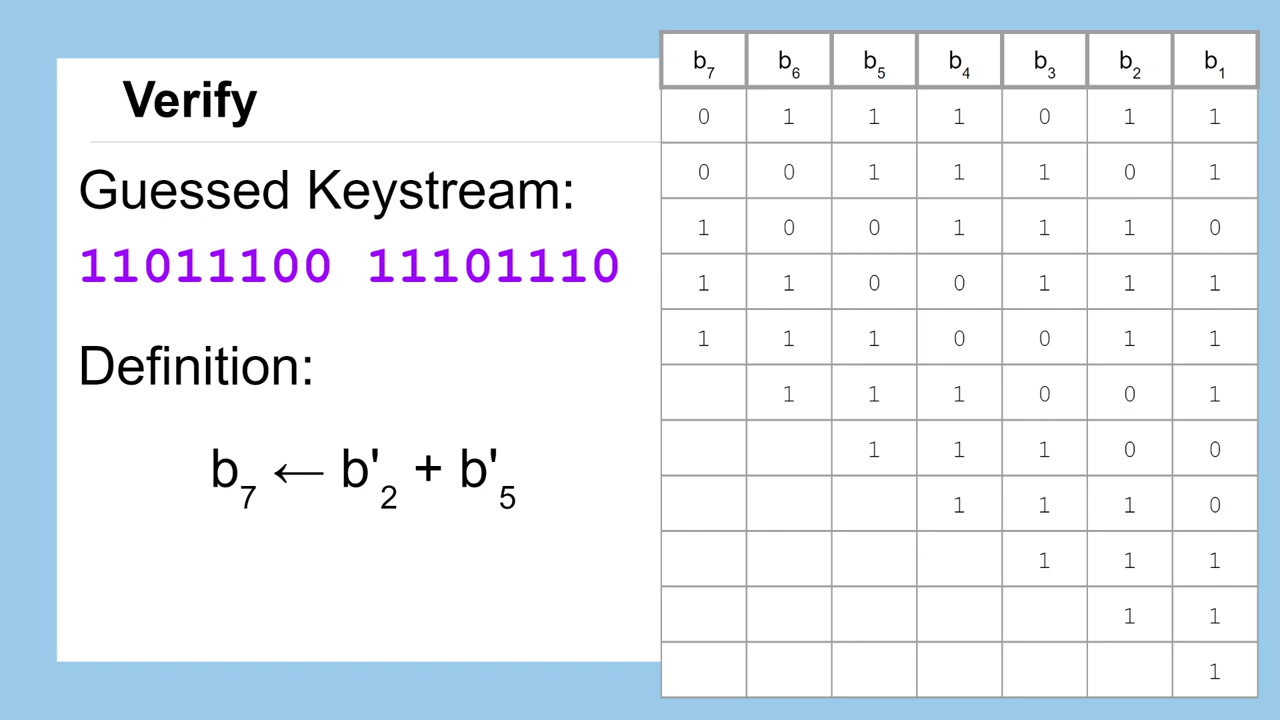 Verify
Guessed Keystream:
11011100 11101110
Definition:
b₇ ← b'₂ + b'₅
b₇ b₆ b₅ b₄ b₃ b₂ b₁
0 1 1 1 0 1 1
0 0 1 1 1 0 1
1 0 0 1 1 1 0
1 1 0 0 1 1 1
1 1 1 0 0 1 1
1 1 1 0 0 1
1 1 1 0 0
1 1 1 0
1 1 1
1 1
1